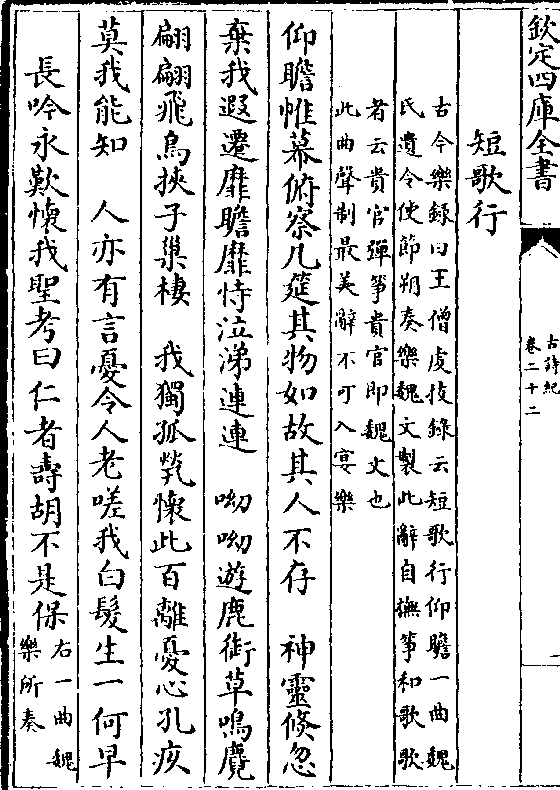 欽定四庫全書
古詩紀
卷二十二
一
短歌行
古今樂録曰王僧䖍技録云短歌行仰瞻一曲魏
氏遺令使節朔奏樂魏文製此辭自撫箏和歌歌
者云貴官彈箏貴官即魏文也
此曲聲制最美辭不可入宴樂
仰瞻帷幕俯察几筵其物如故其人不存　神靈倐忽
棄我遐遷靡瞻靡恃泣涕連連　呦呦遊鹿銜草鳴麑
翩翩飛鳥挾子巢棲　我獨孤煢懷此百離憂心孔疚
莫我能知　人亦有言憂令人老嗟我白髮生一何早
長吟永歎懷我聖考曰仁者壽胡不是保右一曲魏
樂所奏